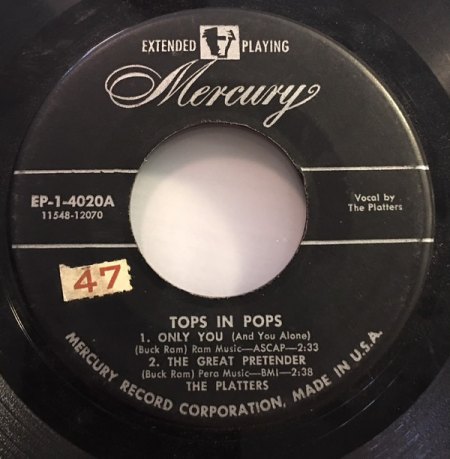 EXTENDED PLAYING
Mercury
EP-1-4020A
11548-12070
Vocal by
The Platters
47
TOPS IN POPS
1. ONLY YOU (And You Alone)
(Buck Ram) Ram Music—ASCAP—2:33
2. THE GREAT PRETENDER
(Buck Ram) Pera Music—BMI—2:38
THE PLATTERS
MERCURY RECORD CORPORATION, MADE IN U.S.A.